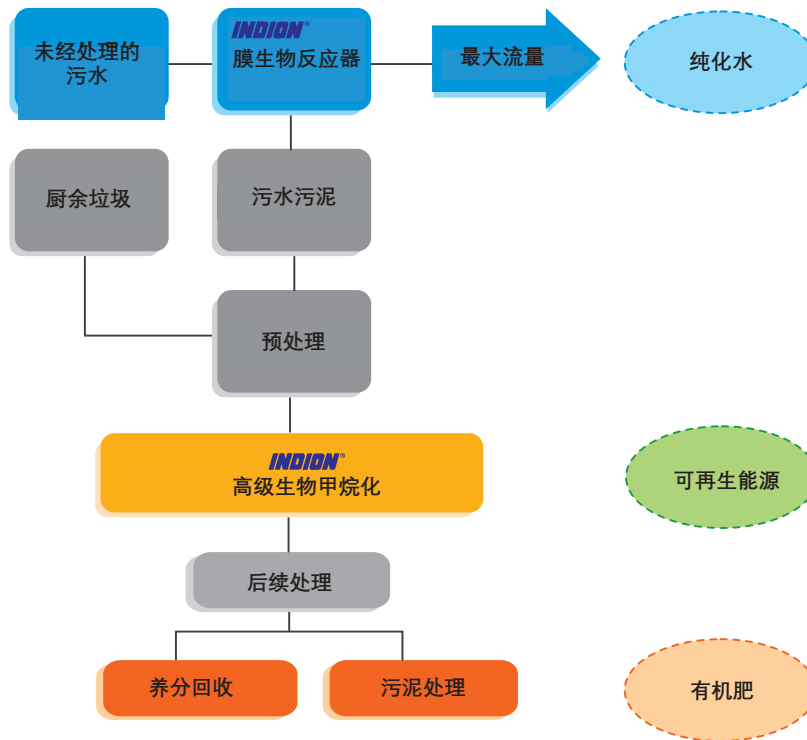 未经处理的
污水
INDION®
膜生物反应器
最大流量
纯化水
厨余垃圾
污水污泥
预处理
INDION®
高级生物甲烷化
可再生能源
后续处理
养分回收
污泥处理
有机肥